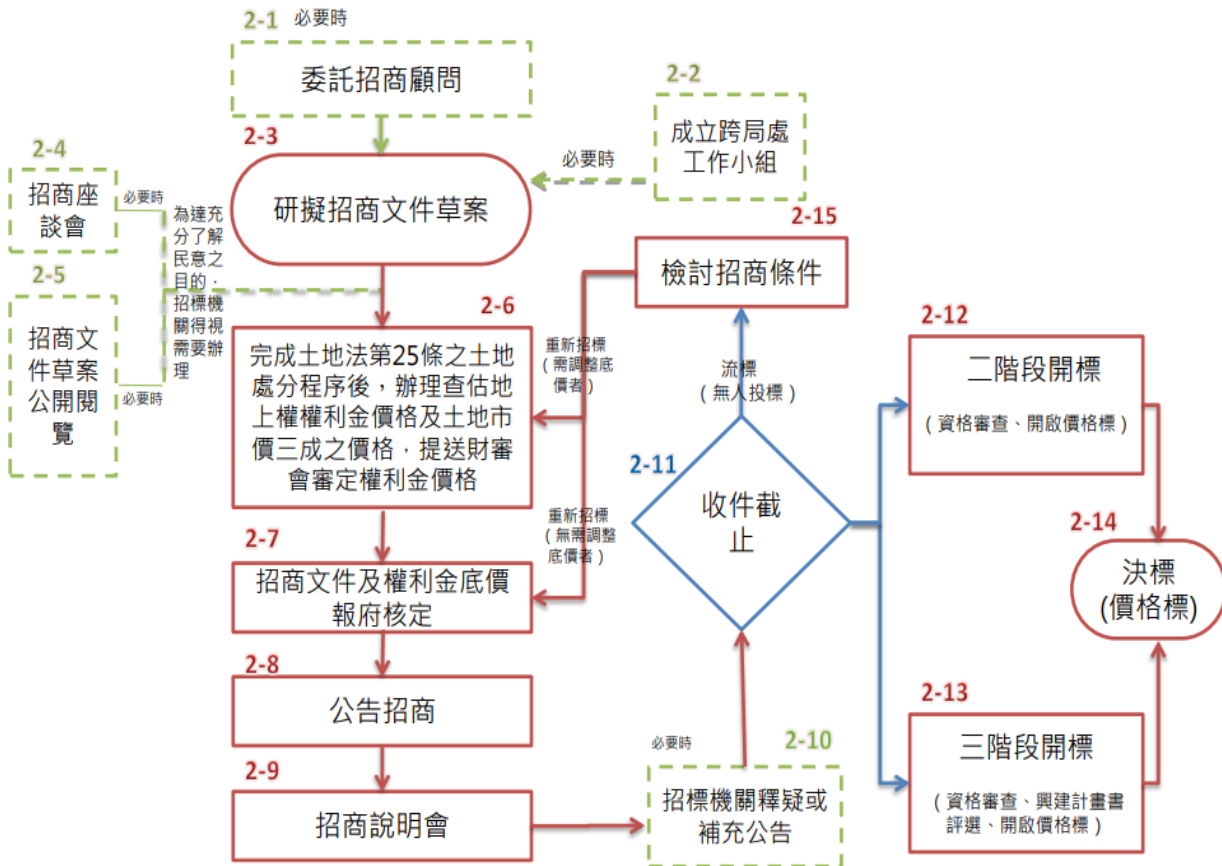 2-1 必要時
委託招商顧問
2-2
成立跨局處
工作小組
必要時
2-3
研擬招商文件草案
2-4
招商座
談會
必要時
2-5
招商文
件草案
公開閱
覽
必要時
為達充
分了解
民意之
目的，
招標機
關得視
需要辦
理
2-6
完成土地法第25條之土地
處分程序後，辦理查估地
上權權利金價格及土地市
價三成之價格，提送財審
會審定權利金價格
2-7
招商文件及權利金底價
報府核定
2-8
公告招商
2-9
招商說明會
必要時
2-10
招標機關釋疑或
補充公告
2-11
收件截
止
流標
（無人投標）
2-15
檢討招商條件
重新招標
（需調整底
價者）
重新招標
（無需調整
底價者）
2-12
二階段開標
（資格審查、開啟價格標）
2-13
三階段開標
（資格審查、興建計畫書
評選、開啟價格標）
2-14
決標
(價格標)